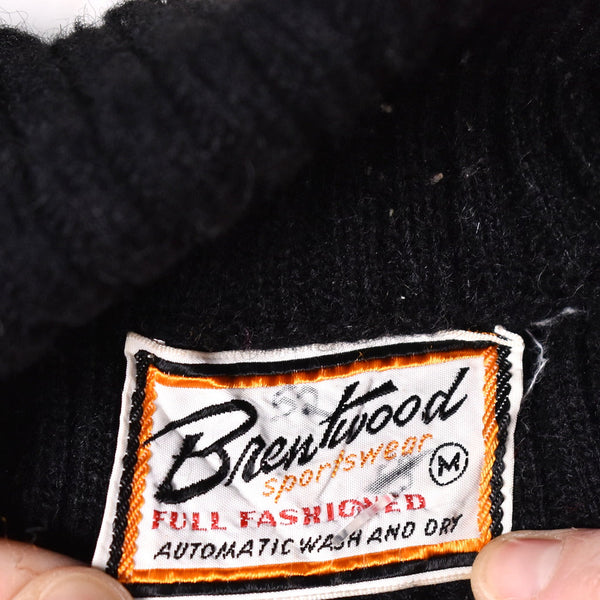 Brentwood
sportswear
M
FULL FASHIONED
AUTOMATIC WASH AND DRY